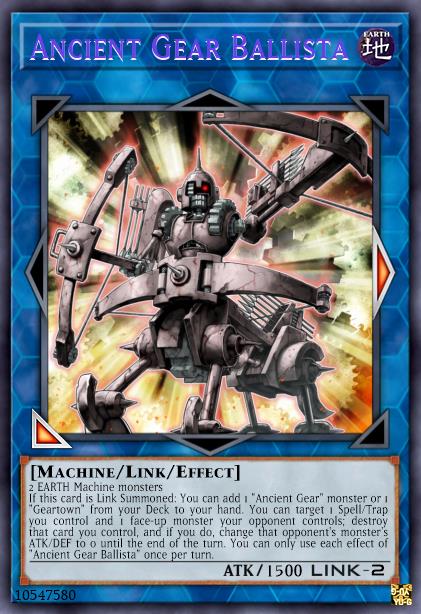 ANCIENT GEAR BALLISTA
EARTH
地
[MACHINE/LINK/EFFECT]
2 EARTH Machine monsters
If this card is Link Summoned: You can add 1 "Ancient Gear" monster or 1
"Geartown" from your Deck to your hand. You can target 1 Spell/Trap
you control and 1 face-up monster your opponent controls; destroy
that card you control, and if you do, change that opponent's monster's
ATK/DEF to 0 until the end of the turn. You can only use each effect of
"Ancient Gear Ballista" once per turn.
ATK/1500 LINK-2
10547580